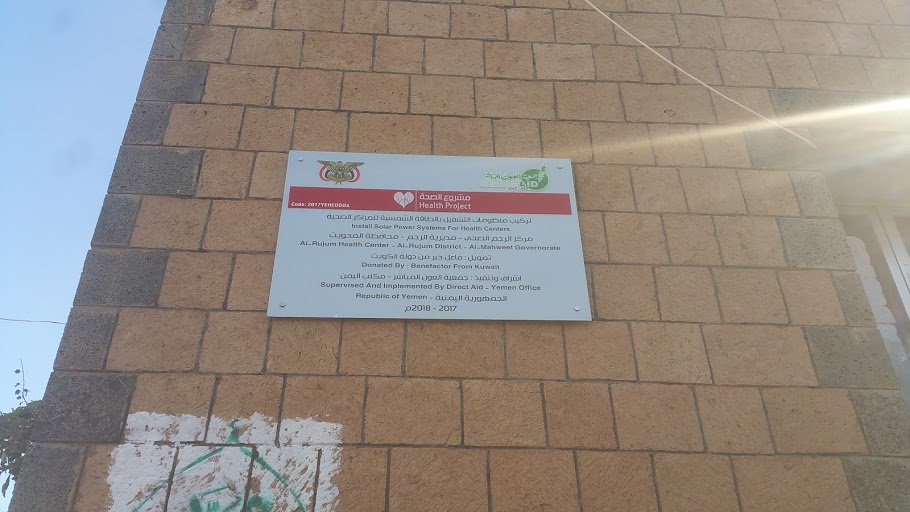 AID
مشروع الصحة
Health Project
Code: 2017YEHEOD04
تركيب منظومات التشغيل بالطاقة الشمسية للمراكز الصحية
Install Solar Power Systems For Health Centers
مركز الرجم الصحي - مديرية الرجم - محافظة المحويت
Al-Rujum Health Center - Al-Rujum District - Al-Mahweet Governorate
تمويل : فاعل خير من دولة الكويت
Donated By : Benefactor From Kuwait
اشراف وتنفيذ : جمعية العون المباشر - مكتب اليمن
Supervised And Implemented By Direct Aid - Yemen Office
Republic of Yemen - الجمهورية اليمنية
2017 - 2018م